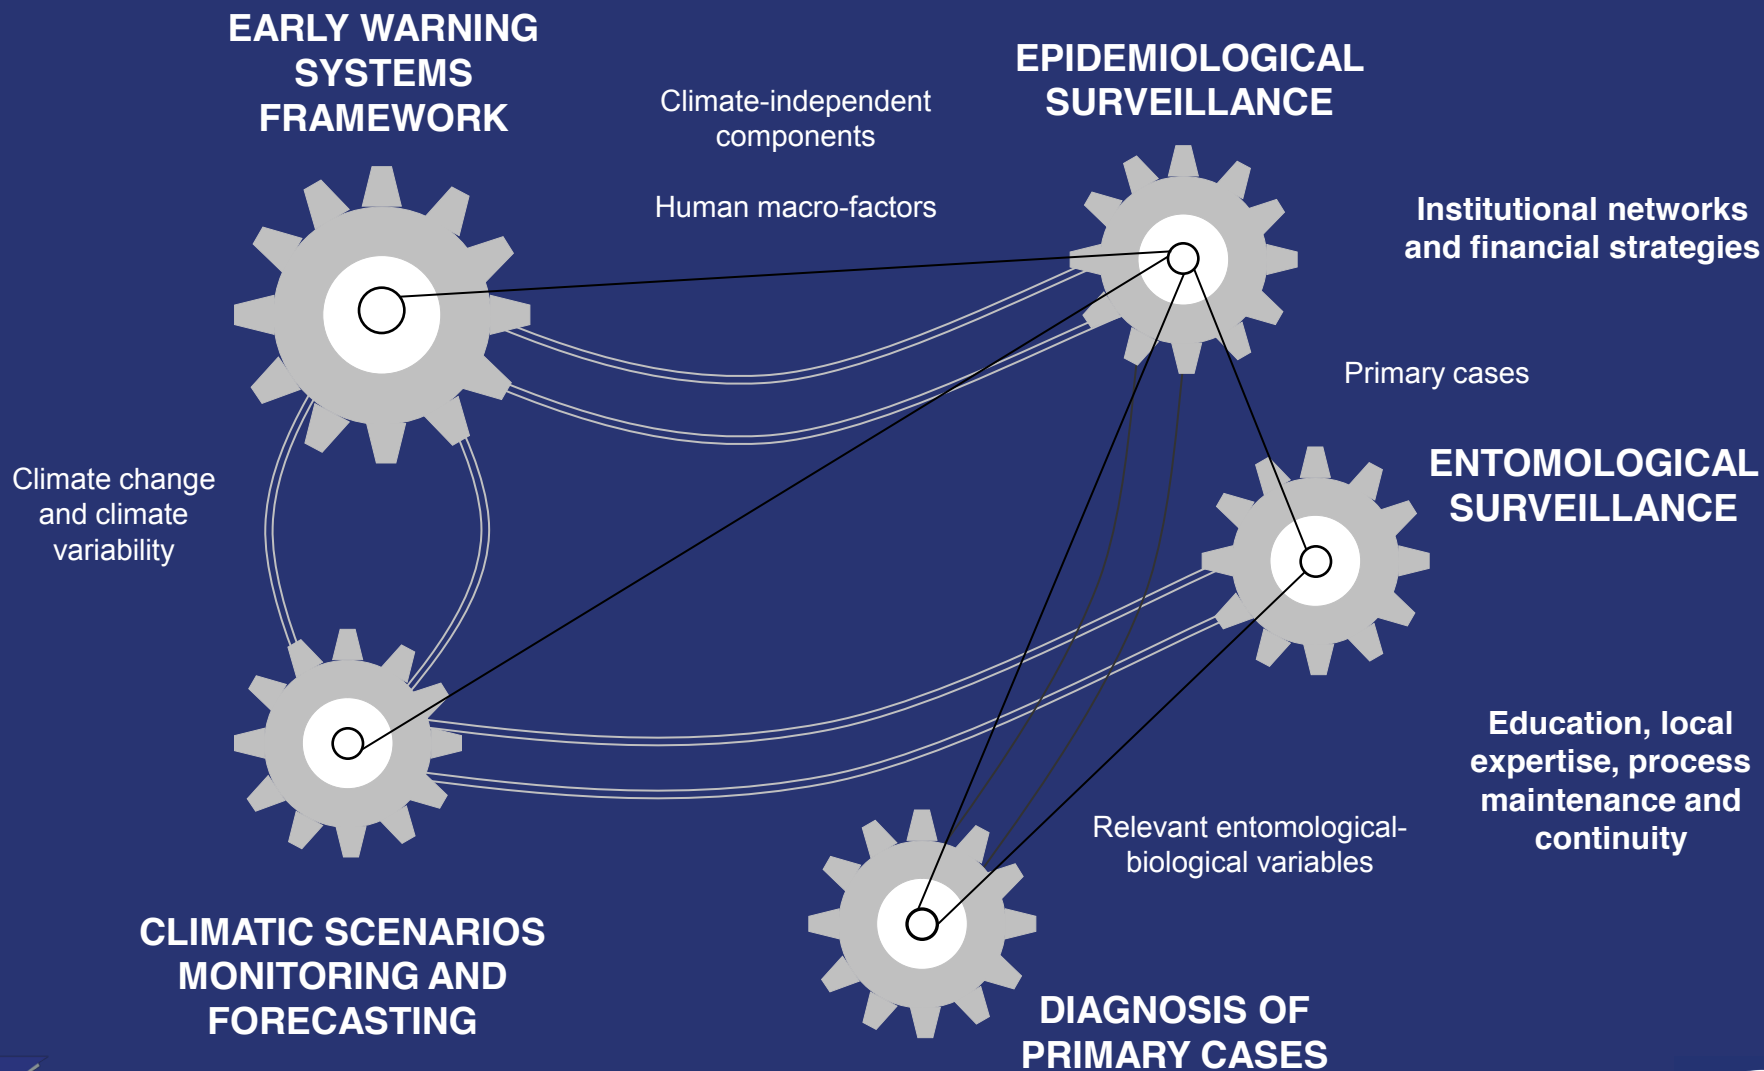 EARLY WARNING
SYSTEMS
FRAMEWORK
Climate-independent
components
Human macro-factors
EPIDEMIOLOGICAL
SURVEILLANCE
Institutional networks
and financial strategies
Primary cases
Climate change
and climate
variability
ENTOMOLOGICAL
SURVEILLANCE
Education, local
expertise, process
maintenance and
continuity
Relevant entomological-
biological variables
CLIMATIC SCENARIOS
MONITORING AND
FORECASTING
DIAGNOSIS OF
PRIMARY CASES